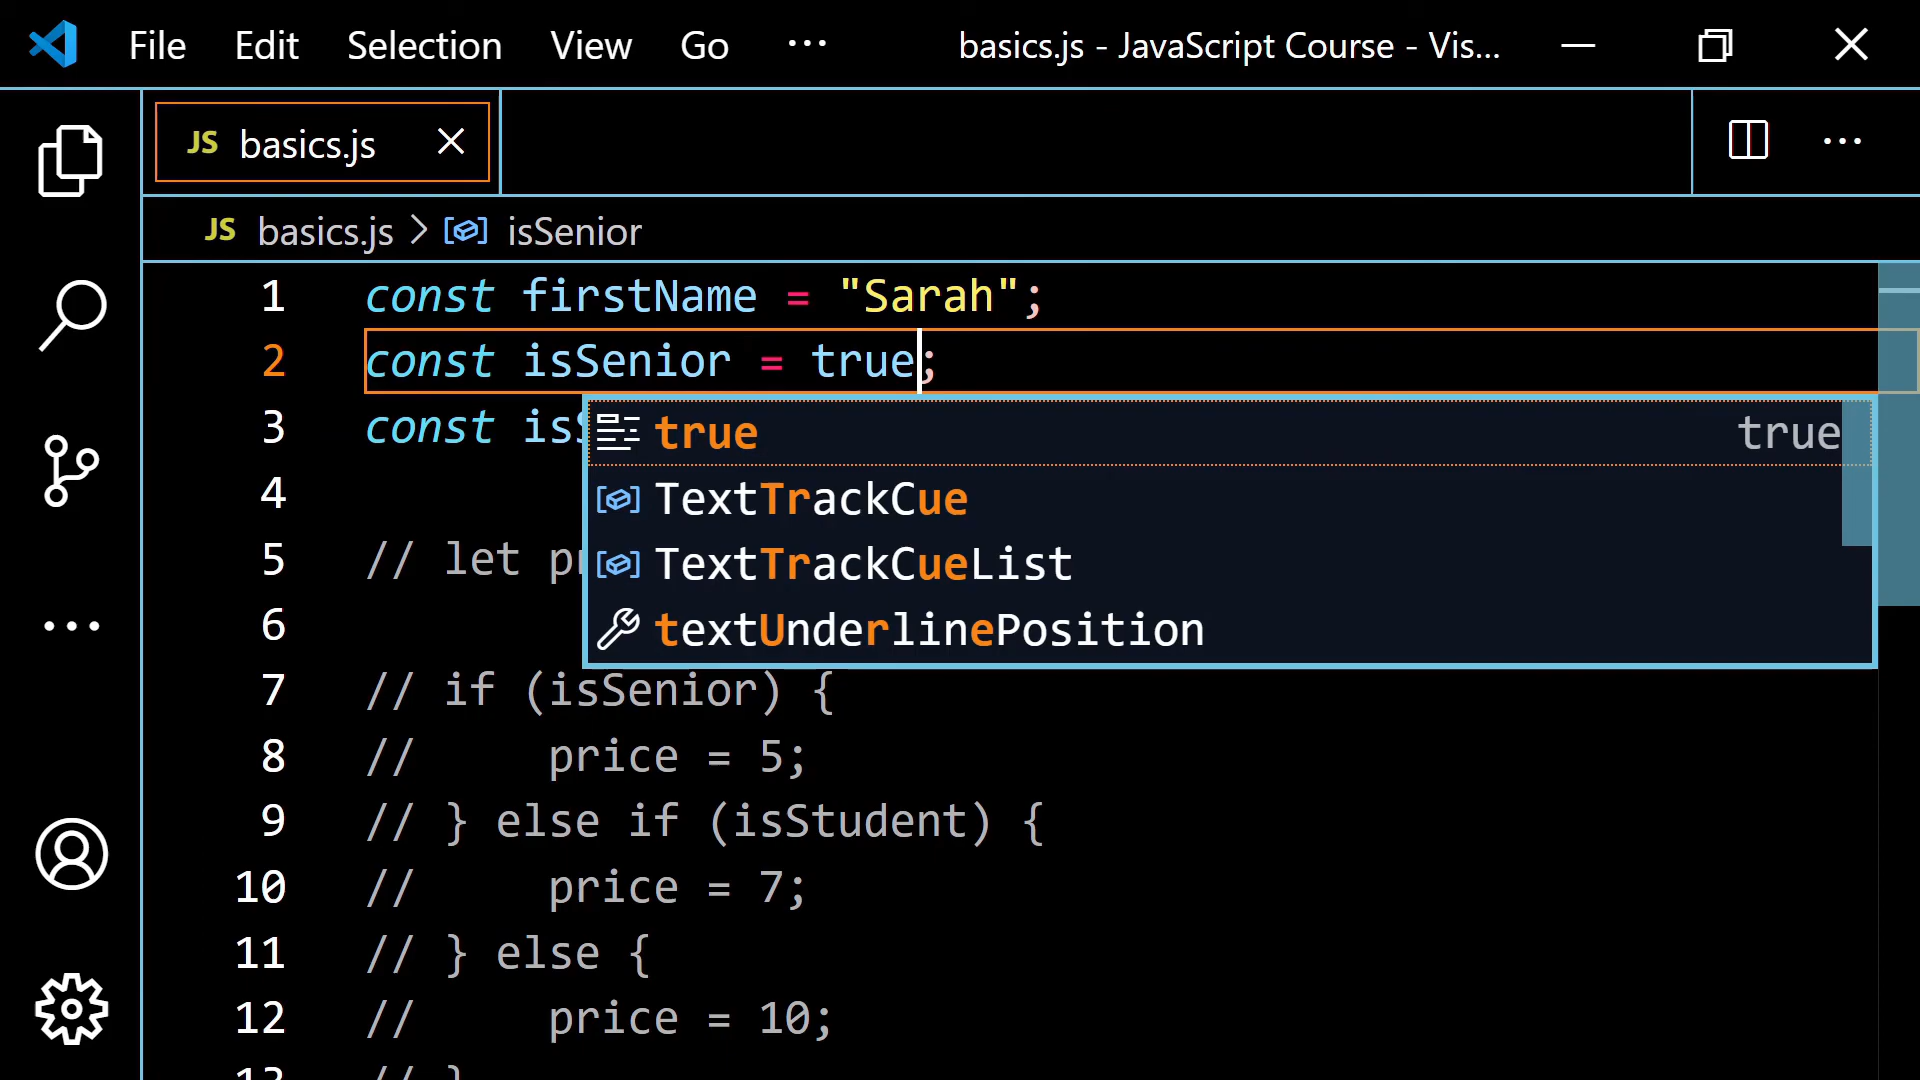 File Edit Selection View Go ... basics.js - JavaScript Course - Vis...
JS basics.js
JS basics.js > isSenior
1 const firstName = "Sarah";
2 const isSenior = true;
3 const is
true true
4
TextTrackCue
5 // let p
TextTrackCueList
6
textUnderlinePosition
7 // if (isSenior) {
8 //     price = 5;
9 // } else if (isStudent) {
10 //     price = 7;
11 // } else {
12 //     price = 10;
13 // }